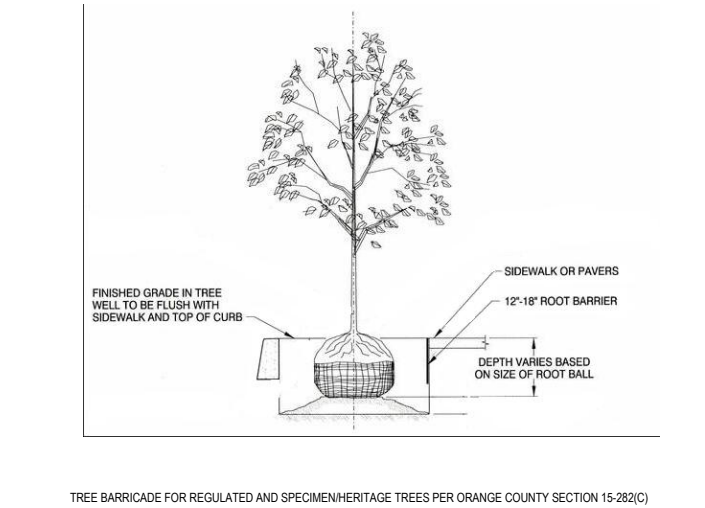 SIDEWALK OR PAVERS
FINISHED GRADE IN TREE
WELL TO BE FLUSH WITH
SIDEWALK AND TOP OF CURB
12"-18" ROOT BARRIER
DEPTH VARIES BASED
ON SIZE OF ROOT BALL
TREE BARRICADE FOR REGULATED AND SPECIMEN/HERITAGE TREES PER ORANGE COUNTY SECTION 15-282(C)